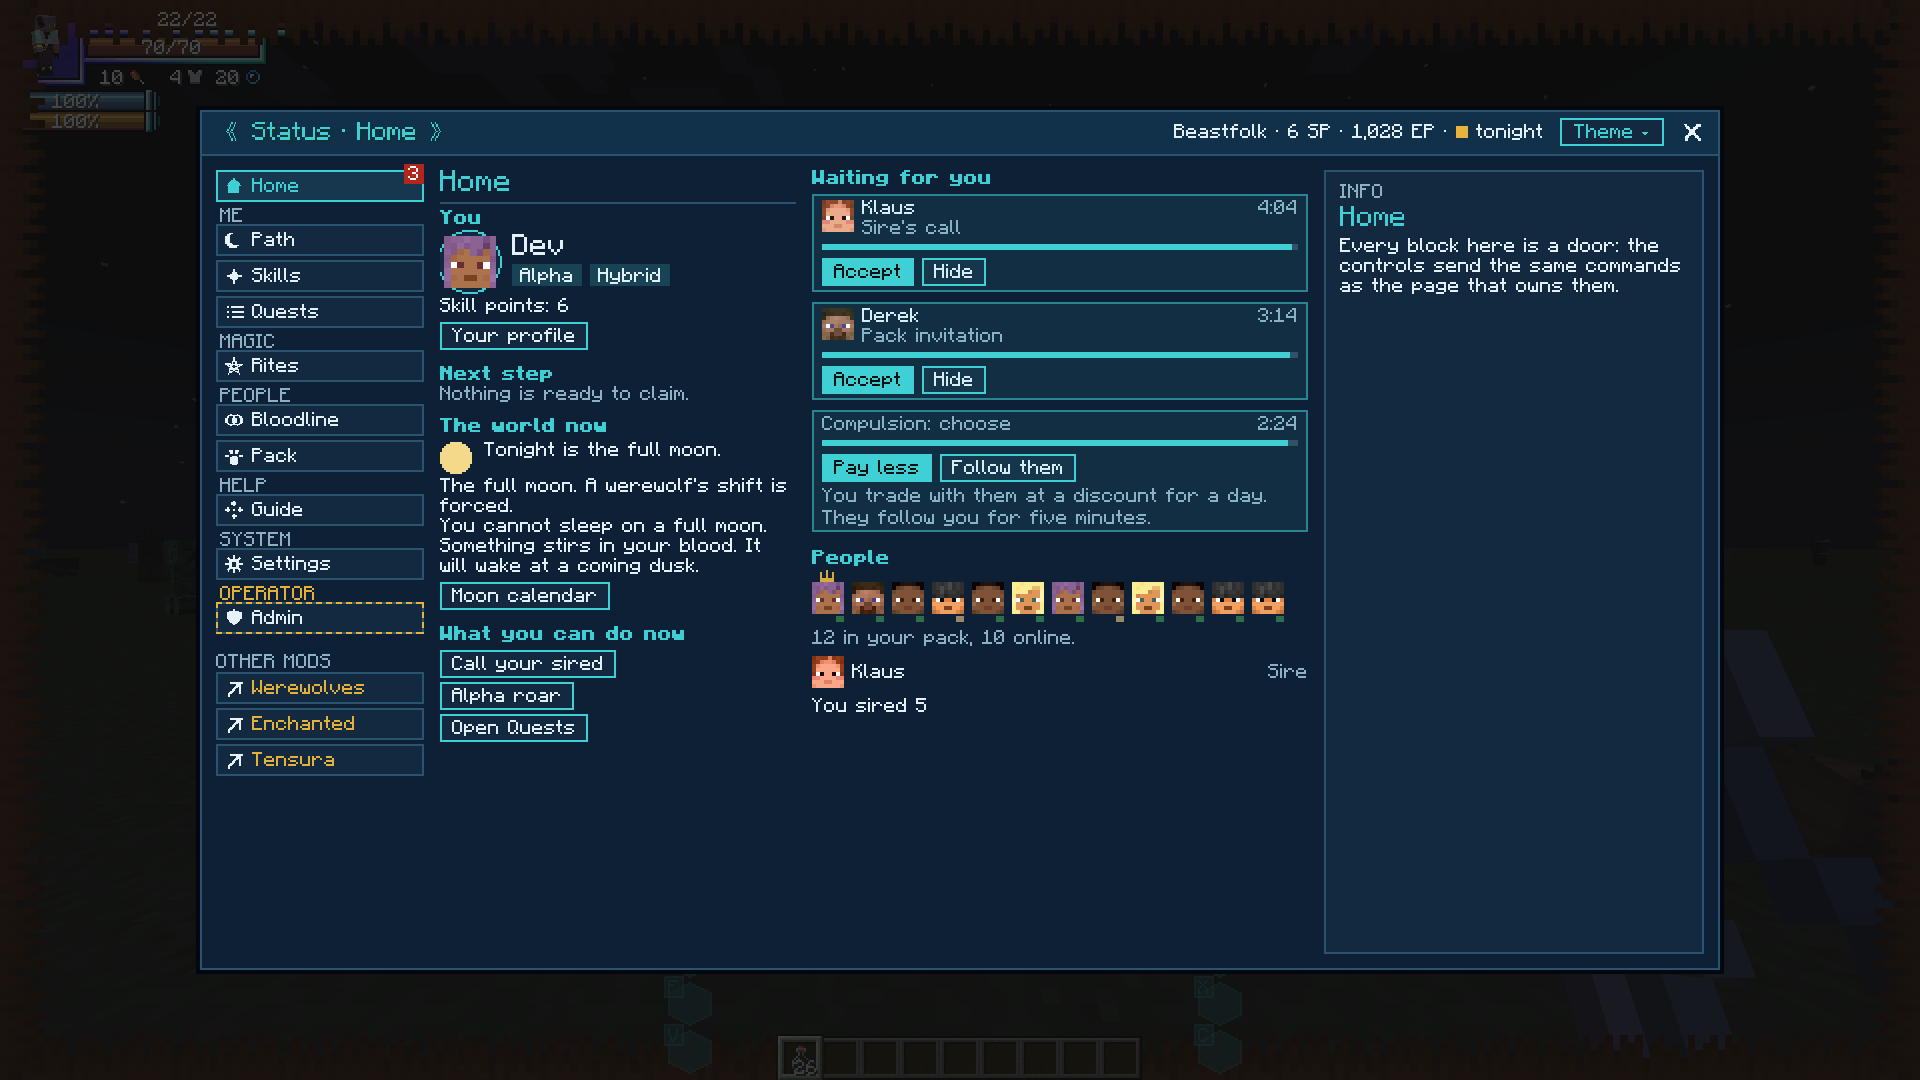 22/22
70/70
10 4 20
100%
100%
《 Status · Home 》
Beastfolk · 6 SP · 1,028 EP · tonight
Theme
Home
3
ME
Path
Skills
Quests
MAGIC
Rites
PEOPLE
Bloodline
Pack
HELP
Guide
SYSTEM
Settings
OPERATOR
Admin
OTHER MODS
Werewolves
Enchanted
Tensura
Home
You
Dev
Alpha Hybrid
Skill points: 6
Your profile
Next step
Nothing is ready to claim.
The world now
Tonight is the full moon.
The full moon. A werewolf's shift is
forced.
You cannot sleep on a full moon.
Something stirs in your blood. It
will wake at a coming dusk.
Moon calendar
What you can do now
Call your sired
Alpha roar
Open Quests
Waiting for you
Klaus 4:04
Sire's call
Accept Hide
Derek 3:14
Pack invitation
Accept Hide
Compulsion: choose 2:24
Pay less Follow them
You trade with them at a discount for a day.
They follow you for five minutes.
People
12 in your pack, 10 online.
Klaus Sire
You sired 5
INFO
Home
Every block here is a door: the
controls send the same commands
as the page that owns them.
V
26